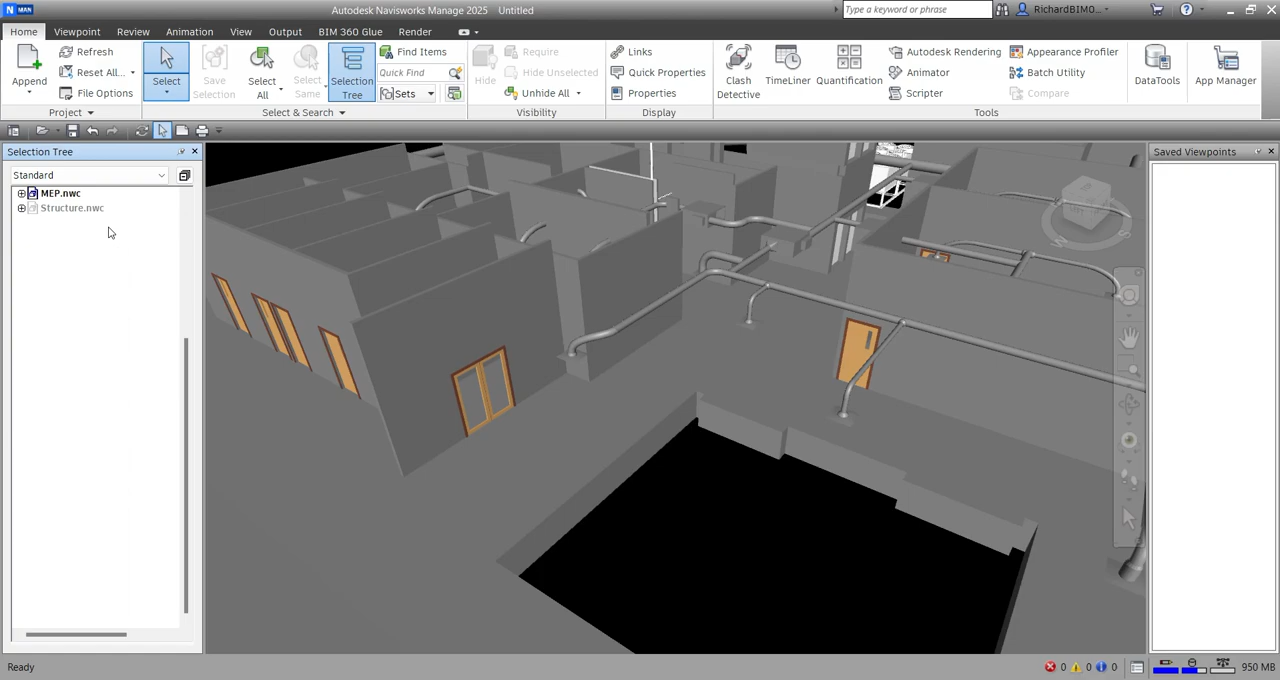 N MAN
Autodesk Navisworks Manage 2025 Untitled
Type a keyword or phrase
RichardBIMO...
Home Viewpoint Review Animation View Output BIM 360 Glue Render
Append
Refresh
Reset All...
File Options
Project
Select
Save Selection
Select All
Select Same
Selection Tree
Find Items
Quick Find
Sets
Select & Search
Hide
Require
Hide Unselected
Unhide All
Visibility
Links
Quick Properties
Properties
Display
Clash Detective
TimeLiner
Quantification
Autodesk Rendering
Animator
Scripter
Appearance Profiler
Batch Utility
Compare
Tools
DataTools
App Manager
Selection Tree
Standard
MEP.nwc
Structure.nwc
Saved Viewpoints
W
S
Ready
0 0 0
950 MB